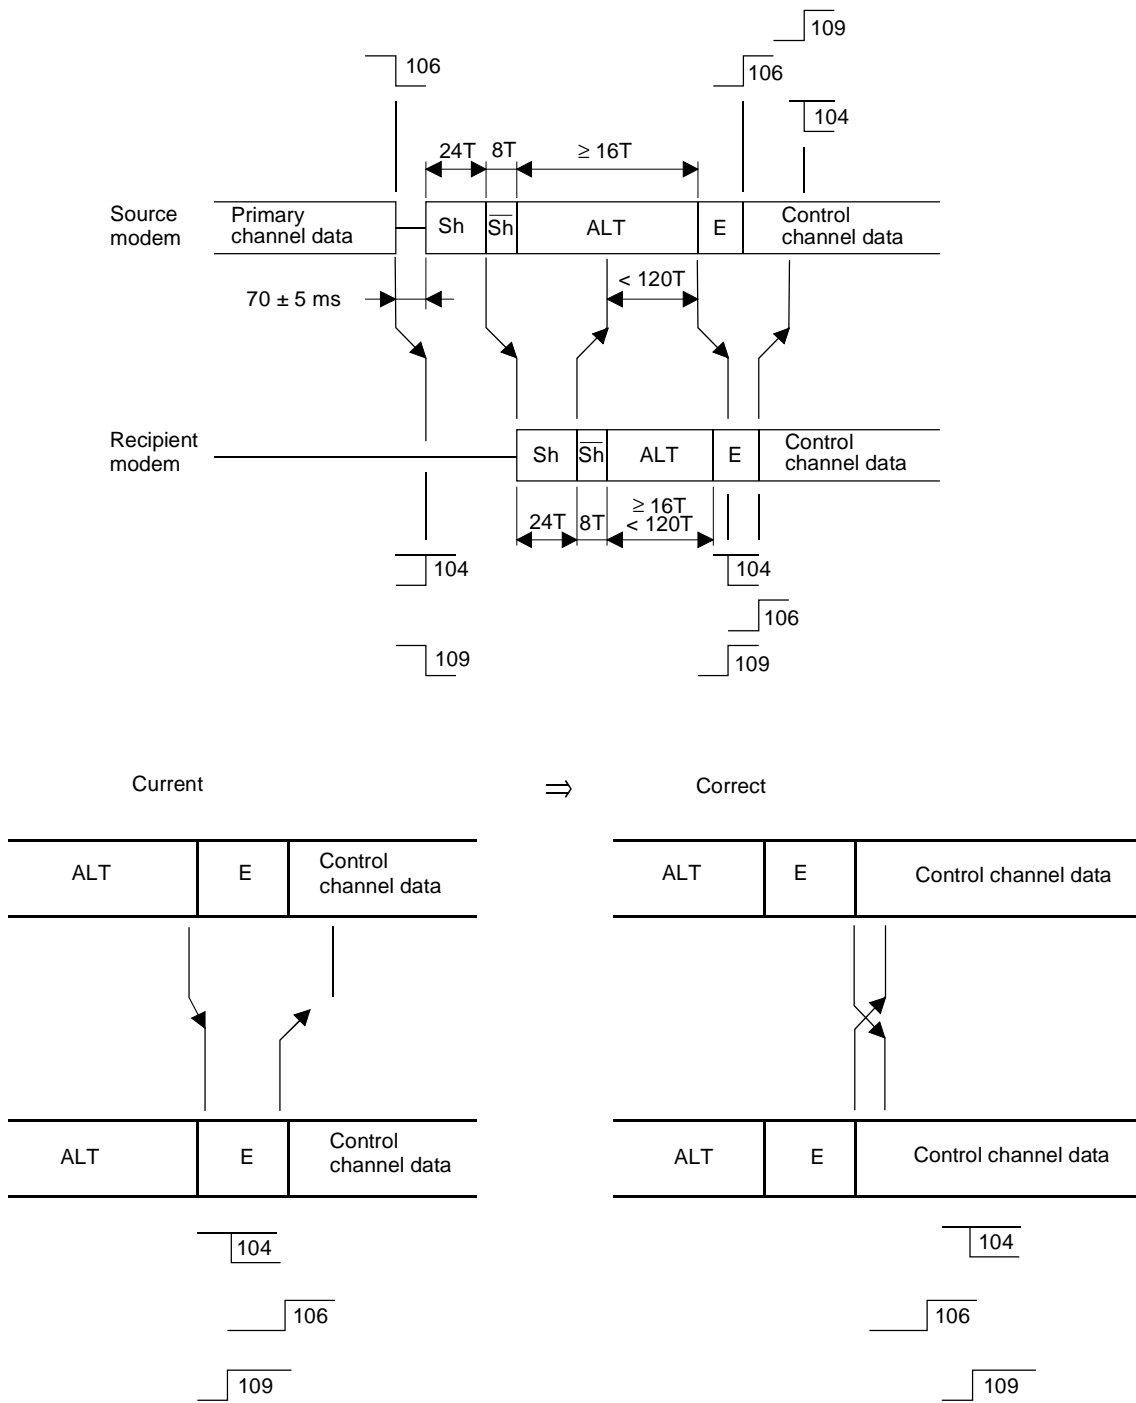 109
106
106
104
24T 8T ≥ 16T
Source
modem
Primary
channel data
Sh
S̅h̅
ALT
E
Control
channel data
< 120T
70 ± 5 ms
Recipient
modem
Sh
S̅h̅
ALT
E
Control
channel data
24T 8T ≥ 16T
< 120T
104
104
106
109
109
Current ⇒ Correct
ALT E Control
channel data
ALT E Control channel data
ALT E Control
channel data
ALT E Control channel data
104
104
106
106
109
109